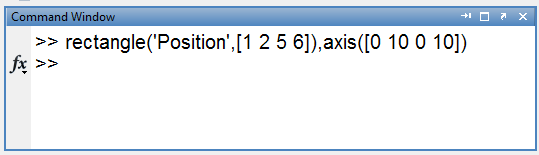 Command Window
>> rectangle('Position',[1 2 5 6]),axis([0 10 0 10])
fx >>